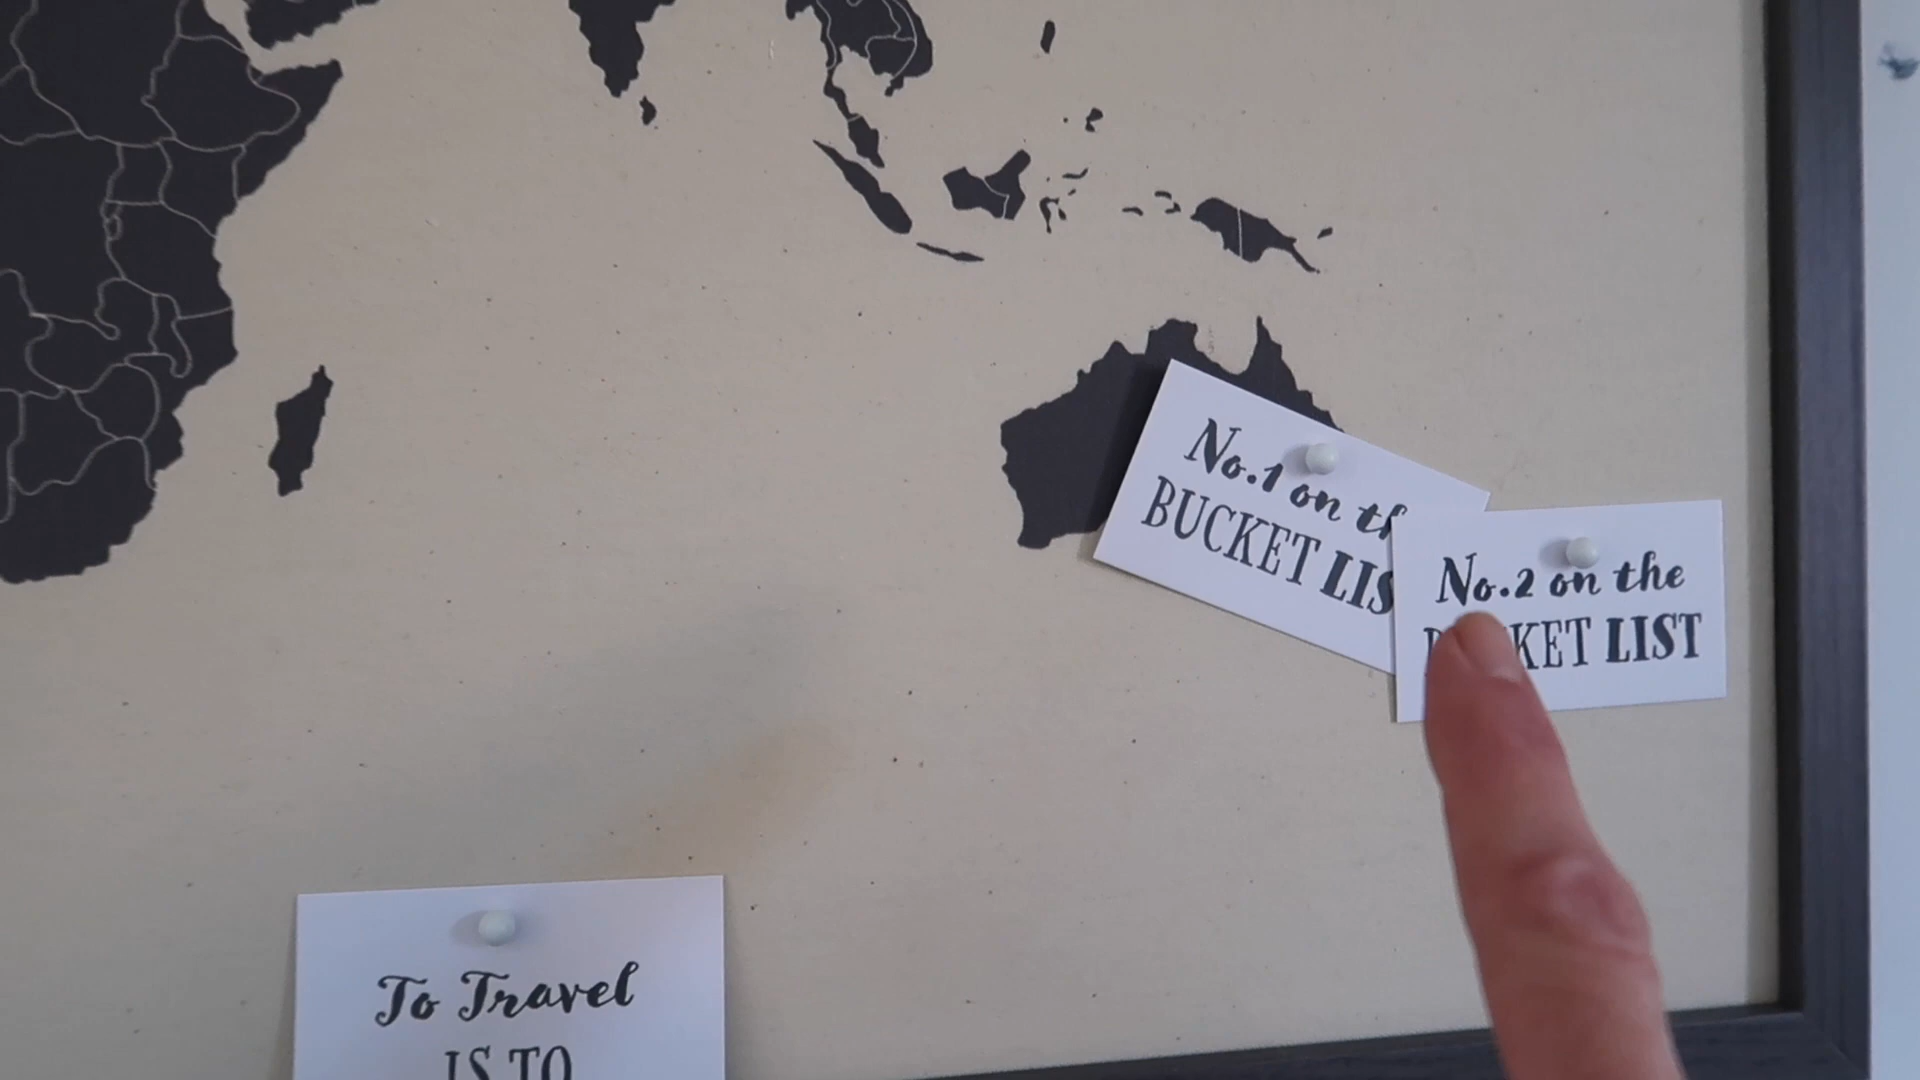 No.1 on th
BUCKET LIS
No.2 on the
KET LIST
To Travel
IS TO